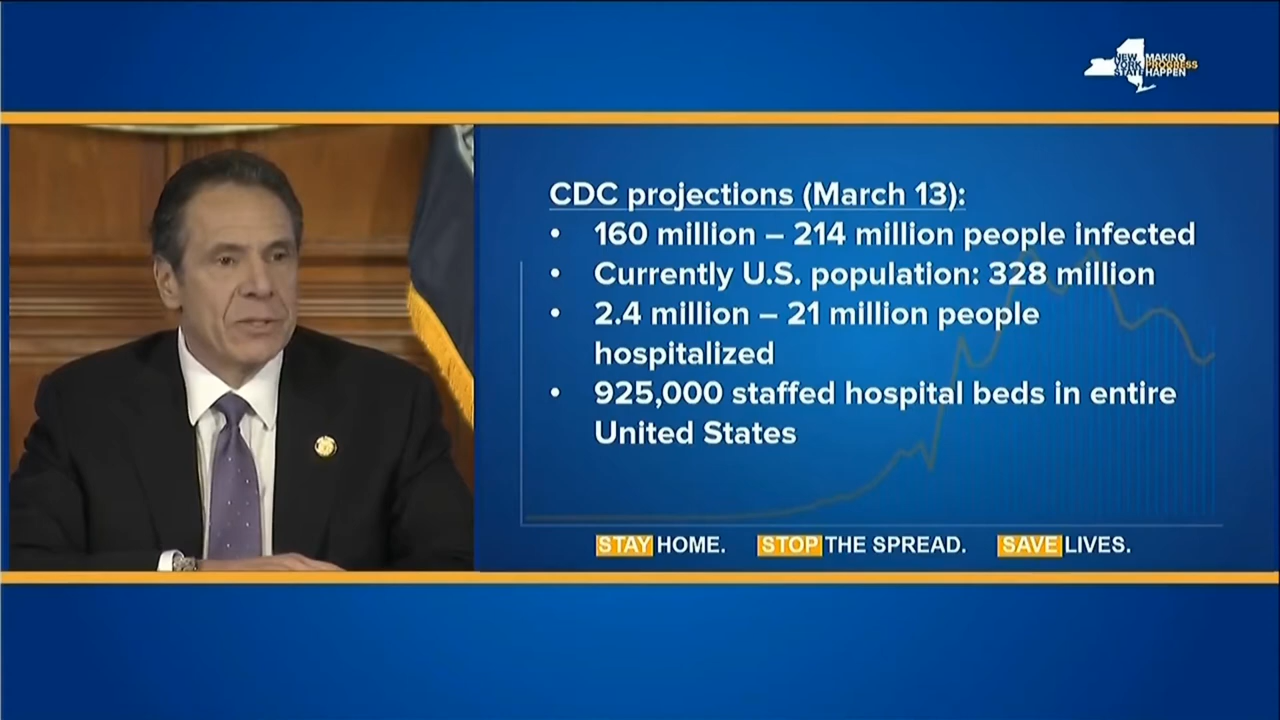 NEW YORK STATE
MAKING PROGRESS HAPPEN
CDC projections (March 13):
• 160 million – 214 million people infected
• Currently U.S. population: 328 million
• 2.4 million – 21 million people
hospitalized
• 925,000 staffed hospital beds in entire
United States
STAY HOME. STOP THE SPREAD. SAVE LIVES.